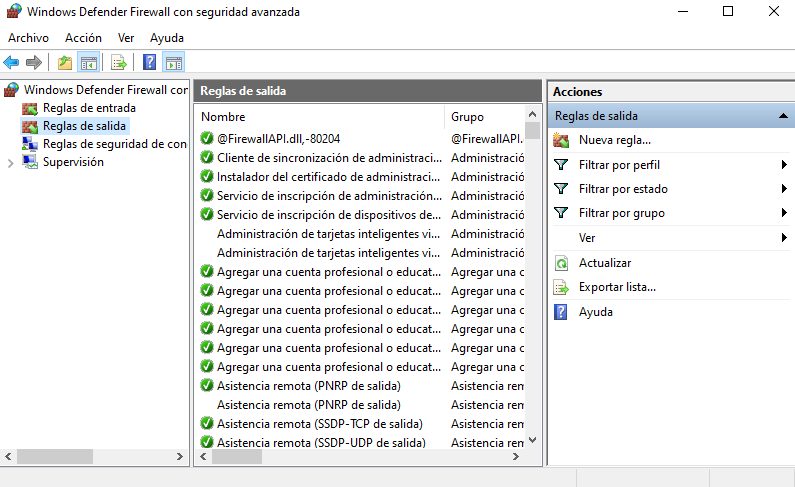 Windows Defender Firewall con seguridad avanzada
Archivo Acción Ver Ayuda
Windows Defender Firewall con
Reglas de entrada
Reglas de salida
Reglas de seguridad de con
Supervisión
Reglas de salida
Nombre Grupo
@FirewallAPI.dll,-80204 @FirewallAPI.
Cliente de sincronización de administraci... Administració
Instalador del certificado de administraci... Administració
Servicio de inscripción de administración... Administració
Servicio de inscripción de dispositivos de... Administració
Administración de tarjetas inteligentes vi... Administració
Administración de tarjetas inteligentes vi... Administració
Agregar una cuenta profesional o educat... Agregar una c
Agregar una cuenta profesional o educat... Agregar una c
Agregar una cuenta profesional o educat... Agregar una c
Agregar una cuenta profesional o educat... Agregar una c
Agregar una cuenta profesional o educat... Agregar una c
Agregar una cuenta profesional o educat... Agregar una c
Asistencia remota (PNRP de salida) Asistencia rem
Asistencia remota (PNRP de salida) Asistencia rem
Asistencia remota (SSDP-TCP de salida) Asistencia rem
Asistencia remota (SSDP-UDP de salida) Asistencia rem
Acciones
Reglas de salida
Nueva regla...
Filtrar por perfil
Filtrar por estado
Filtrar por grupo
Ver
Actualizar
Exportar lista...
Ayuda